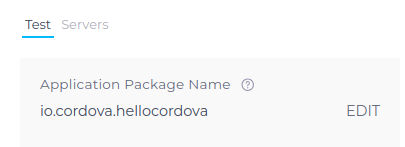 Test Servers
Application Package Name
io.cordova.hellocordova EDIT